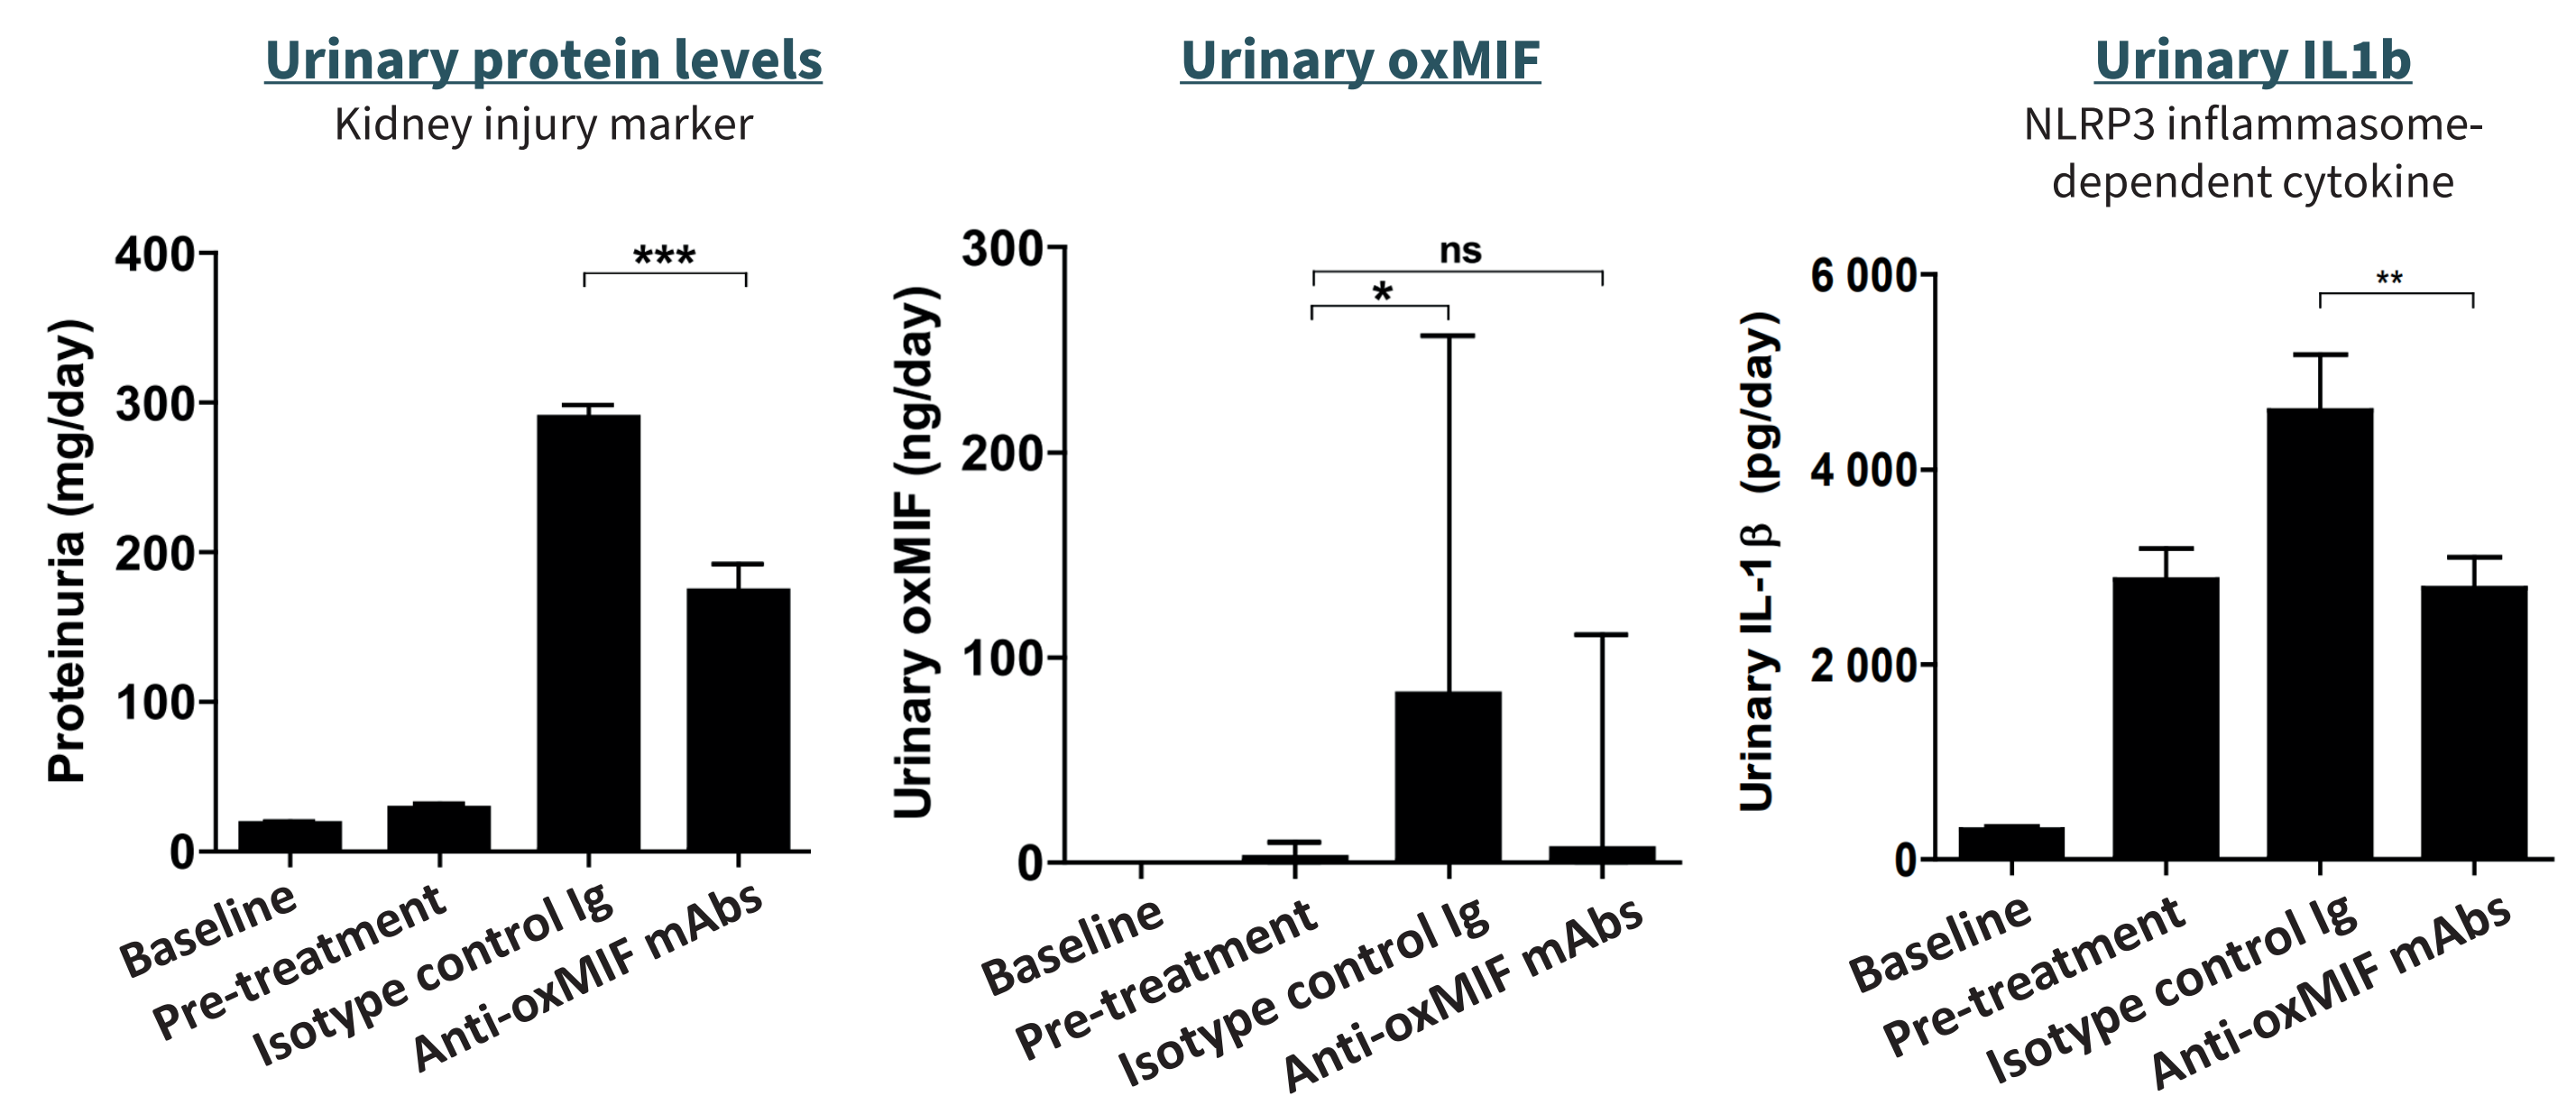 Urinary protein levels
Kidney injury marker
Proteinuria (mg/day)
400
300
200
100
0
***
Baseline
Pre-treatment
Isotype control Ig
Anti-oxMIF mAbs
Urinary oxMIF
Urinary oxMIF (ng/day)
300
200
100
0
ns
*
Baseline
Pre-treatment
Isotype control Ig
Anti-oxMIF mAbs
Urinary IL1b
NLRP3 inflammasome-
dependent cytokine
Urinary IL-1β (pg/day)
6 000
4 000
2 000
0
**
Baseline
Pre-treatment
Isotype control Ig
Anti-oxMIF mAbs